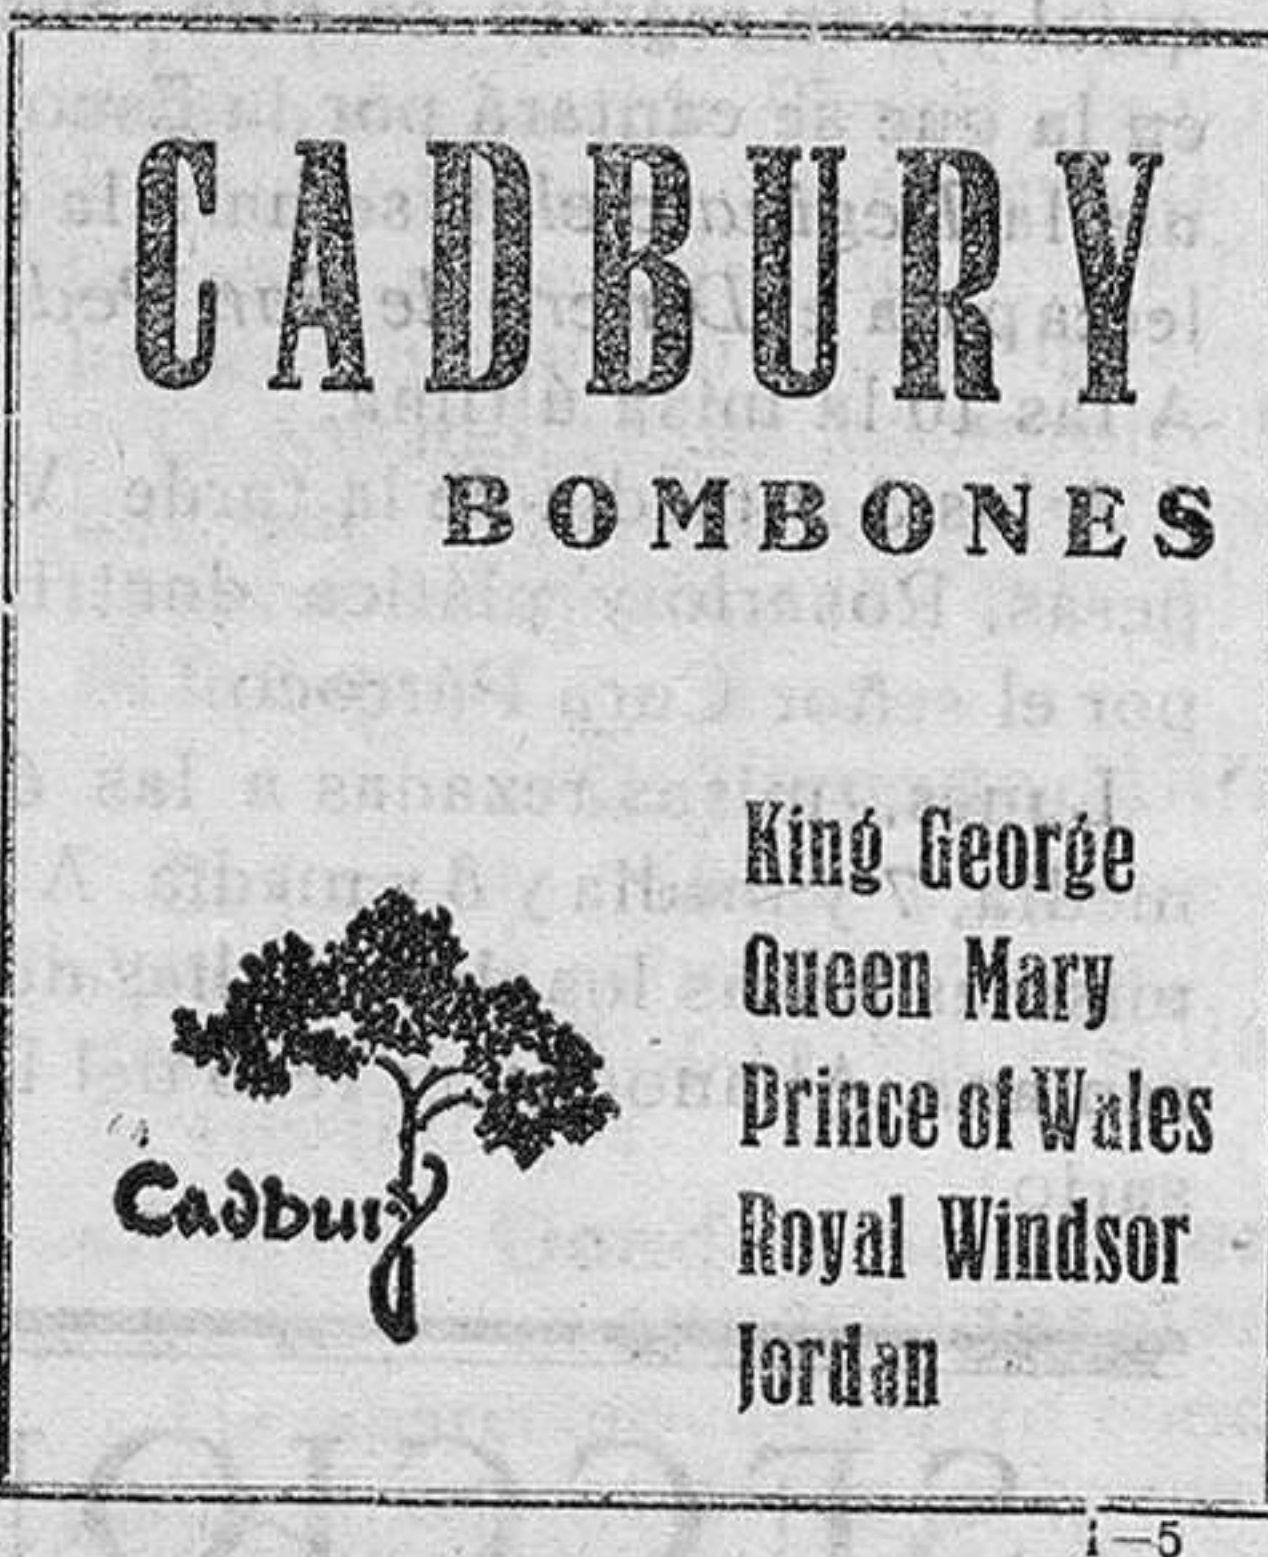 CADBURY
BOMBONES
King George
Queen Mary
Prince of Wales
Royal Windsor
Jordan
Cadbury
1—5